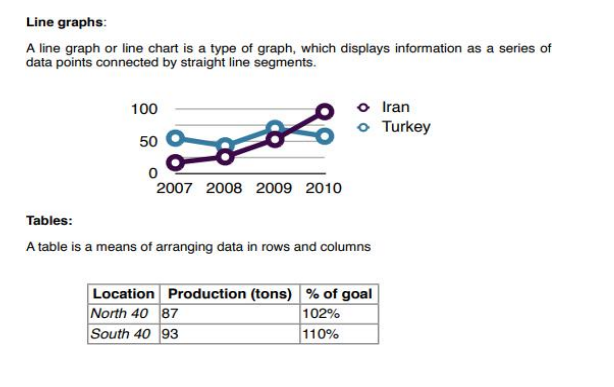 Line graphs:
A line graph or line chart is a type of graph, which displays information as a series of
data points connected by straight line segments.
100
50
0
2007 2008 2009 2010
Iran
Turkey
Tables:
A table is a means of arranging data in rows and columns
Location Production (tons) % of goal
North 40 87 102%
South 40 93 110%